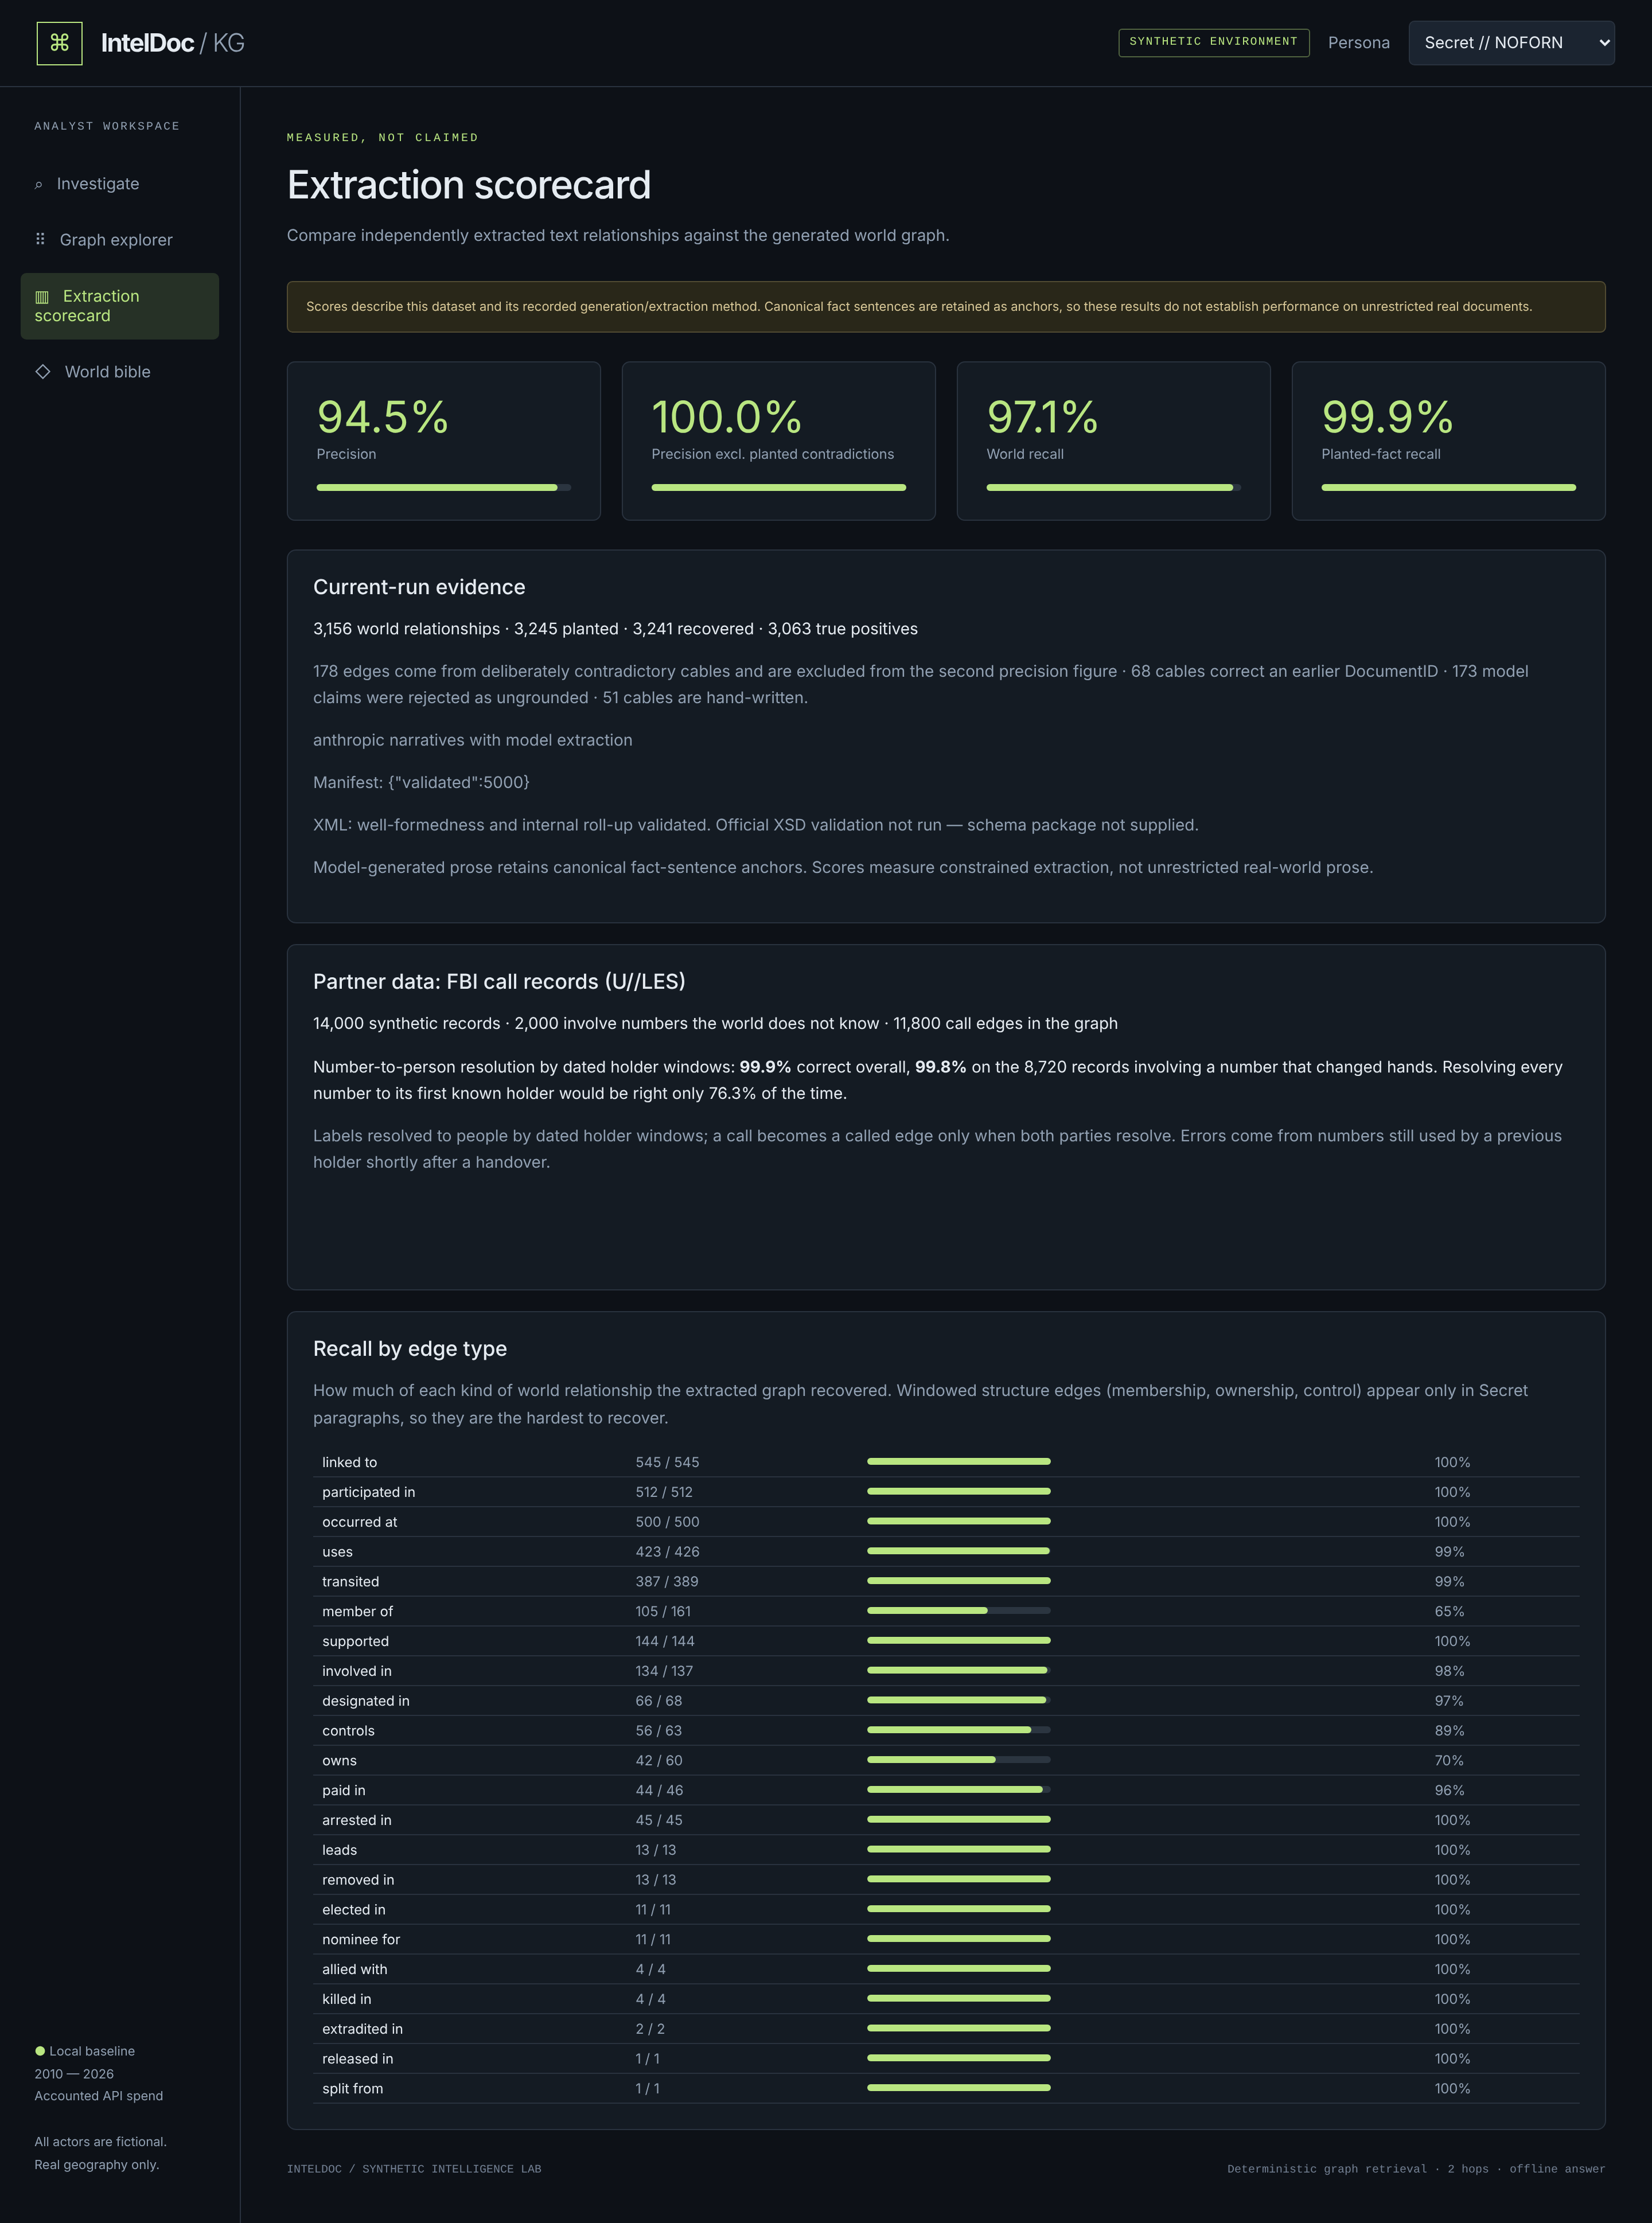 ⌘ IntelDoc / KG
SYNTHETIC ENVIRONMENT
Persona
Secret // NOFORN
ANALYST WORKSPACE
Investigate
Graph explorer
Extraction
scorecard
World bible
MEASURED, NOT CLAIMED
Extraction scorecard
Compare independently extracted text relationships against the generated world graph.
Scores describe this dataset and its recorded generation/extraction method. Canonical fact sentences are retained as anchors, so these results do not establish performance on unrestricted real documents.
94.5%
Precision
100.0%
Precision excl. planted contradictions
97.1%
World recall
99.9%
Planted-fact recall
Current-run evidence
3,156 world relationships · 3,245 planted · 3,241 recovered · 3,063 true positives
178 edges come from deliberately contradictory cables and are excluded from the second precision figure · 68 cables correct an earlier DocumentID · 173 model
claims were rejected as ungrounded · 51 cables are hand-written.
anthropic narratives with model extraction
Manifest: {"validated":5000}
XML: well-formedness and internal roll-up validated. Official XSD validation not run — schema package not supplied.
Model-generated prose retains canonical fact-sentence anchors. Scores measure constrained extraction, not unrestricted real-world prose.
Partner data: FBI call records (U//LES)
14,000 synthetic records · 2,000 involve numbers the world does not know · 11,800 call edges in the graph
Number-to-person resolution by dated holder windows: 99.9% correct overall, 99.8% on the 8,720 records involving a number that changed hands. Resolving every
number to its first known holder would be right only 76.3% of the time.
Labels resolved to people by dated holder windows; a call becomes a called edge only when both parties resolve. Errors come from numbers still used by a previous
holder shortly after a handover.
Recall by edge type
How much of each kind of world relationship the extracted graph recovered. Windowed structure edges (membership, ownership, control) appear only in Secret
paragraphs, so they are the hardest to recover.
linked to 545 / 545 100%
participated in 512 / 512 100%
occurred at 500 / 500 100%
uses 423 / 426 99%
transited 387 / 389 99%
member of 105 / 161 65%
supported 144 / 144 100%
involved in 134 / 137 98%
designated in 66 / 68 97%
controls 56 / 63 89%
owns 42 / 60 70%
paid in 44 / 46 96%
arrested in 45 / 45 100%
leads 13 / 13 100%
removed in 13 / 13 100%
elected in 11 / 11 100%
nominee for 11 / 11 100%
allied with 4 / 4 100%
killed in 4 / 4 100%
extradited in 2 / 2 100%
released in 1 / 1 100%
split from 1 / 1 100%
Local baseline
2010 — 2026
Accounted API spend
All actors are fictional.
Real geography only.
INTELDOC / SYNTHETIC INTELLIGENCE LAB
Deterministic graph retrieval · 2 hops · offline answer